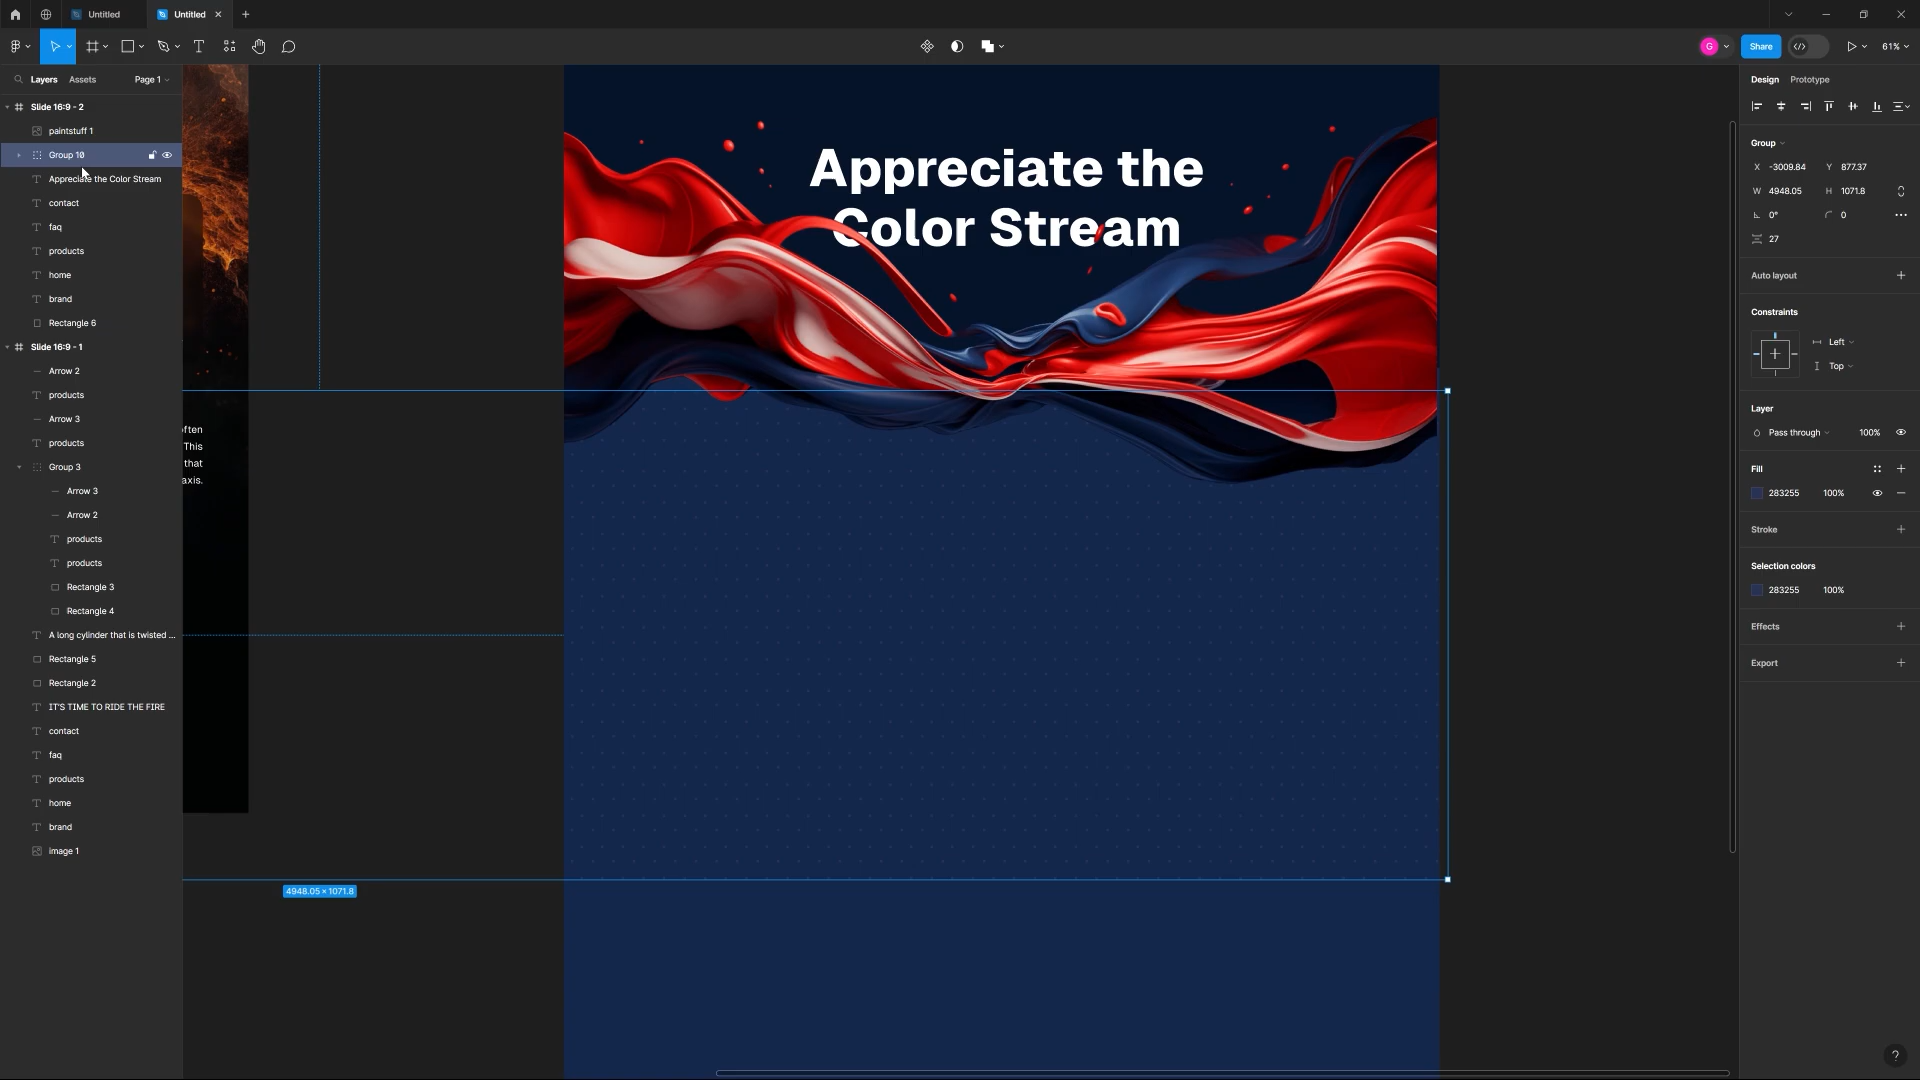 Untitled
Untitled
G
Share
61%
Layers
Assets
Page 1
Slide 16:9 - 2
paintstuff 1
Group 10
Appreciate the Color Stream
contact
faq
products
home
brand
Rectangle 6
Slide 16:9 - 1
Arrow 2
products
Arrow 3
products
Group 3
Arrow 3
Arrow 2
products
products
Rectangle 3
Rectangle 4
A long cylinder that is twisted ...
Rectangle 5
Rectangle 2
IT'S TIME TO RIDE THE FIRE
contact
faq
products
home
brand
image 1
ften
This
that
axis.
Appreciate the
Color Stream
4948.05 × 1071.8
Design
Prototype
Group
X -3009.84 Y 877.37
W 4948.05 H 1071.8
0° 0
27
Auto layout
Constraints
Left
Top
Layer
Pass through 100%
Fill
283255 100%
Stroke
Selection colors
283255 100%
Effects
Export
?